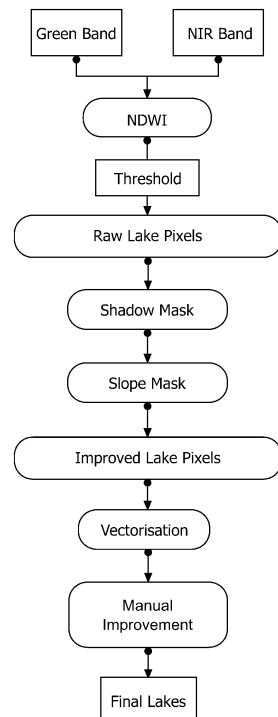 Green Band
NIR Band
NDWI
Threshold
Raw Lake Pixels
Shadow Mask
Slope Mask
Improved Lake Pixels
Vectorisation
Manual
Improvement
Final Lakes